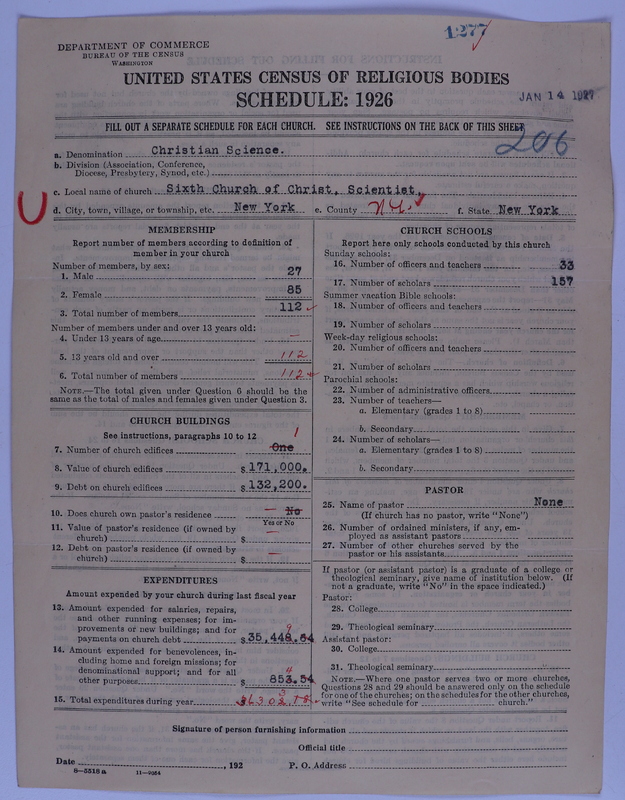 1277
DEPARTMENT OF COMMERCE
BUREAU OF THE CENSUS
WASHINGTON
UNITED STATES CENSUS OF RELIGIOUS BODIES
SCHEDULE: 1926
JAN 14 1927
FILL OUT A SEPARATE SCHEDULE FOR EACH CHURCH. SEE INSTRUCTIONS ON THE BACK OF THIS SHEET
206
a. Denomination Christian Science.
b. Division (Association, Conference, Diocese, Presbytery, Synod, etc.)
c. Local name of church Sixth Church of Christ, Scientist,
d. City, town, village, or township, etc. New York e. County N.Y. f. State New York
MEMBERSHIP
Report number of members according to definition of
member in your church
Number of members, by sex:
1. Male 27
2. Female 85
3. Total number of members 112
Number of members under and over 13 years old:
4. Under 13 years of age —
5. 13 years old and over 112
6. Total number of members 112
NOTE.—The total given under Question 6 should be
same as the total of males and females given under Question 3.
CHURCH BUILDINGS
See instructions, paragraphs 10 to 12
7. Number of church edifices One 1
8. Value of church edifices $171,000.
9. Debt on church edifices $132,200.
10. Does church own pastor's residence — No
Yes or No
11. Value of pastor's residence (if owned by
church) $ —
12. Debt on pastor's residence (if owned by
church) $ —
EXPENDITURES
Amount expended by your church during last fiscal year
13. Amount expended for salaries, repairs,
and other running expenses; for im-
provements or new buildings; and for
payments on church debt $35,448.64 9
14. Amount expended for benevolences, in-
cluding home and foreign missions; for
denominational support; and for all
other purposes $853.54 4
15. Total expenditures during year
CHURCH SCHOOLS
Report here only schools conducted by this church
Sunday schools:
16. Number of officers and teachers 33
17. Number of scholars 157
Summer vacation Bible schools:
18. Number of officers and teachers
19. Number of scholars
Week-day religious schools:
20. Number of officers and teachers
21. Number of scholars
Parochial schools:
22. Number of administrative officers
23. Number of teachers—
a. Elementary (grades 1 to 8)
b. Secondary
24. Number of scholars—
a. Elementary (grades 1 to 8)
b. Secondary
PASTOR
25. Name of pastor None
(If church has no pastor, write "None")
26. Number of ordained ministers, if any, em-
ployed as assistant pastors
27. Number of other churches served by the
pastor or his assistants
If pastor (or assistant pastor) is a graduate of a college or
theological seminary, give name of institution below. (If
not a graduate, write "No" in the space indicated.)
Pastor:
28. College
29. Theological seminary
Assistant pastor:
30. College
31. Theological seminary
NOTE.—Where one pastor serves two or more churches,
Questions 28 and 29 should be answered only on the schedule
for one of the churches; on the schedules for the other churches,
write "See schedule for church."
Signature of person furnishing information
Official title
Date , 192 P. O. Address
8—5518 a 11—9064